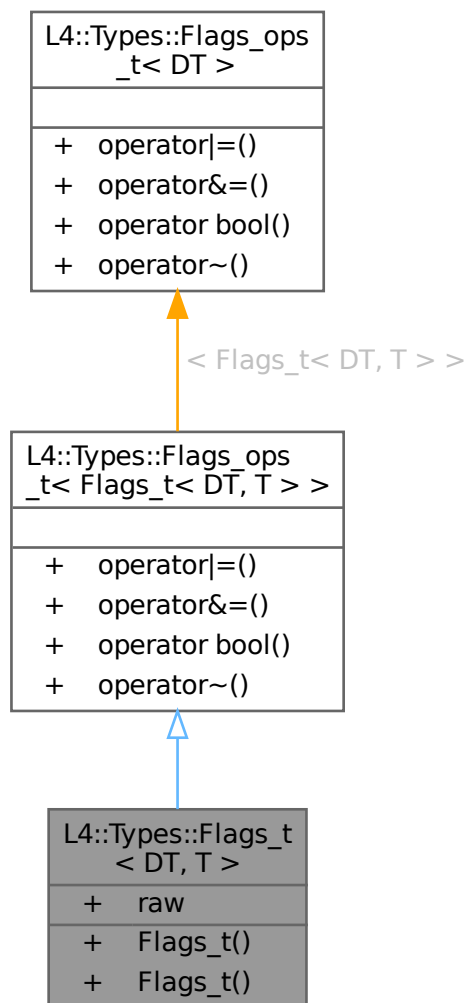 L4::Types::Flags_ops
_t< DT >
+ operator|=()
+ operator&=()
+ operator bool()
+ operator~()
< Flags_t< DT, T > >
L4::Types::Flags_ops
_t< Flags_t< DT, T > >
+ operator|=()
+ operator&=()
+ operator bool()
+ operator~()
L4::Types::Flags_t
< DT, T >
+ raw
+ Flags_t()
+ Flags_t()